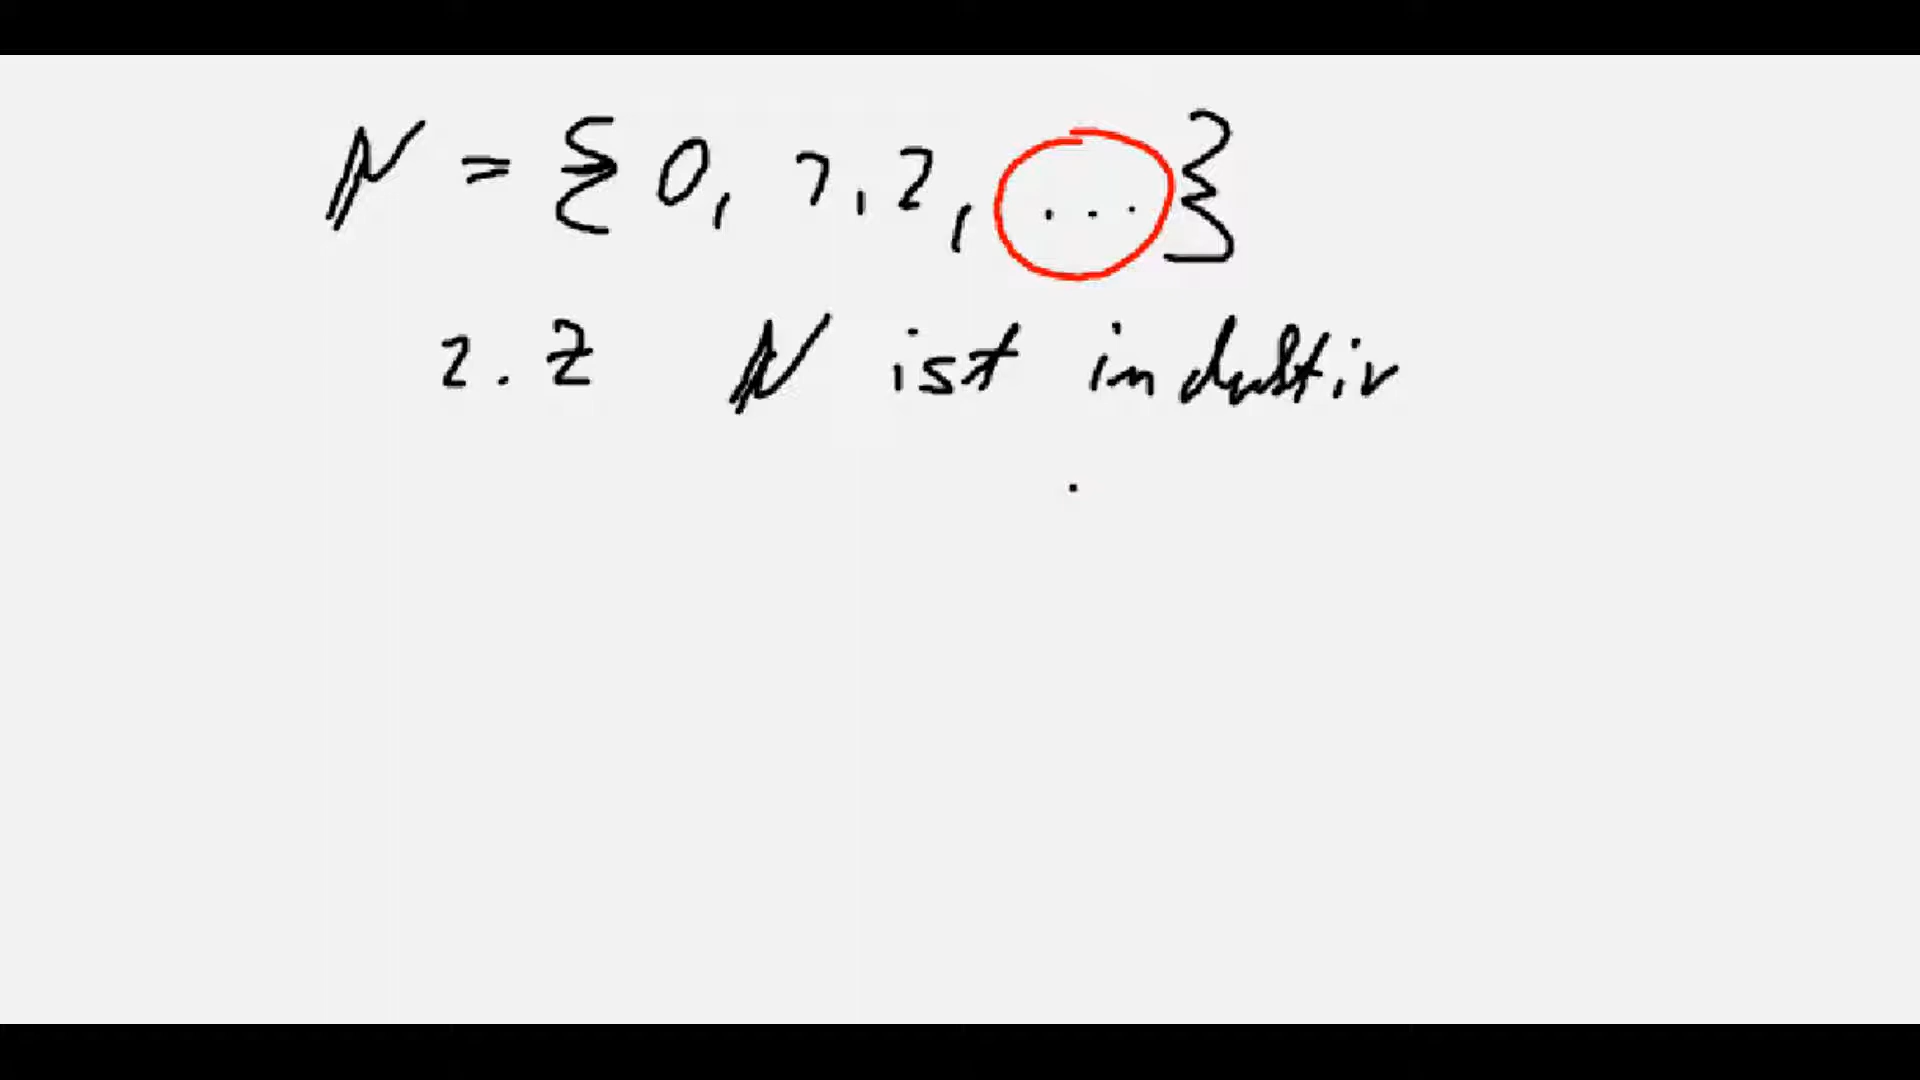 ℕ = {0, 1, 2, ...}
z. Z ℕ ist induktiv